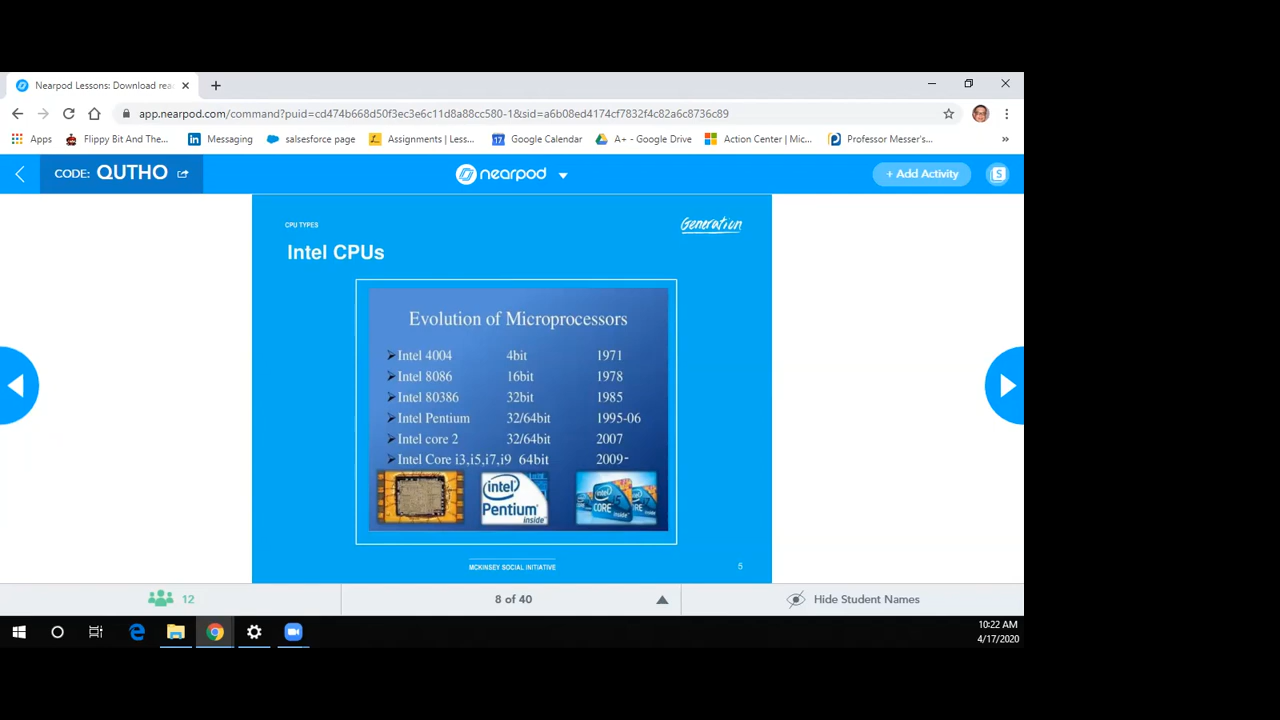 Nearpod Lessons: Download rea
app.nearpod.com/command?puid=cd474b668d50f3ec3e6c11d8a88cc580-1&sid=a6b08ed4174cf7832f4c82a6c8736c89
Apps Flippy Bit And The... Messaging salsesforce page Assignments | Less... Google Calendar A+ - Google Drive Action Center | Mic... Professor Messer's... »
CODE: QUTHO nearpod + Add Activity S
CPU TYPES Generation
Intel CPUs
Evolution of Microprocessors
Intel 4004 4bit 1971
Intel 8086 16bit 1978
Intel 80386 32bit 1985
Intel Pentium 32/64bit 1995-06
Intel core 2 32/64bit 2007
Intel Core i3,i5,i7,i9 64bit 2009-
intel Pentium inside
intel CORE i5 inside
MCKINSEY SOCIAL INITIATIVE 5
12 8 of 40 Hide Student Names
10:22 AM
4/17/2020